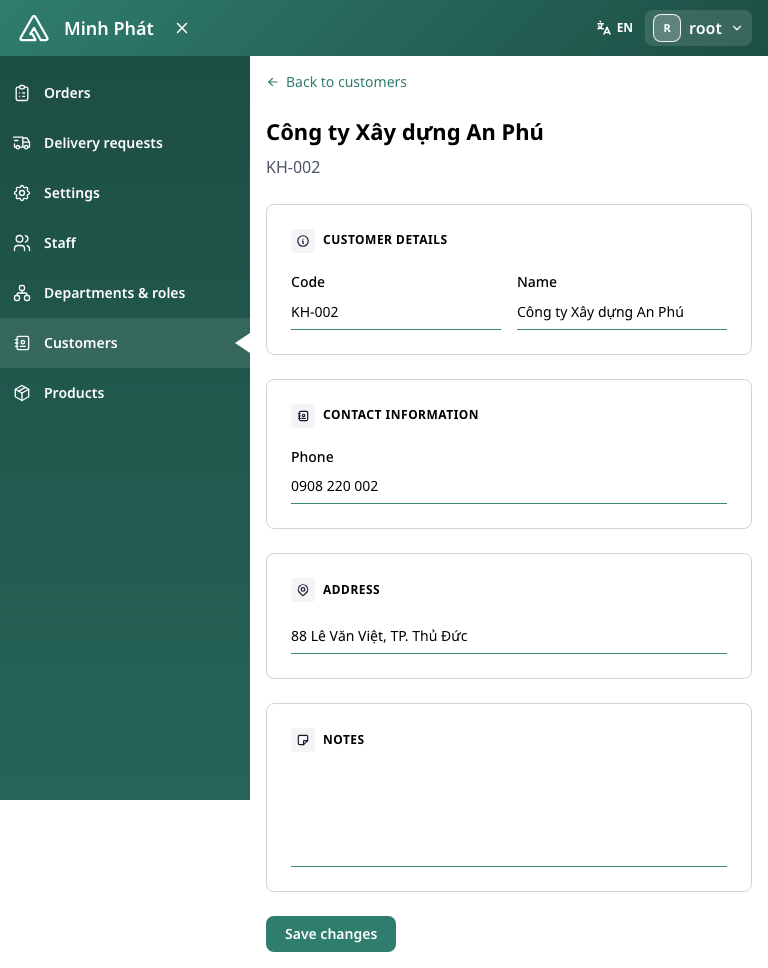 Minh Phát
EN
R
root
Orders
Delivery requests
Settings
Staff
Departments & roles
Customers
Products
Back to customers
Công ty Xây dựng An Phú
KH-002
CUSTOMER DETAILS
Code
Name
KH-002
Công ty Xây dựng An Phú
CONTACT INFORMATION
Phone
0908 220 002
ADDRESS
88 Lê Văn Việt, TP. Thủ Đức
NOTES
Save changes